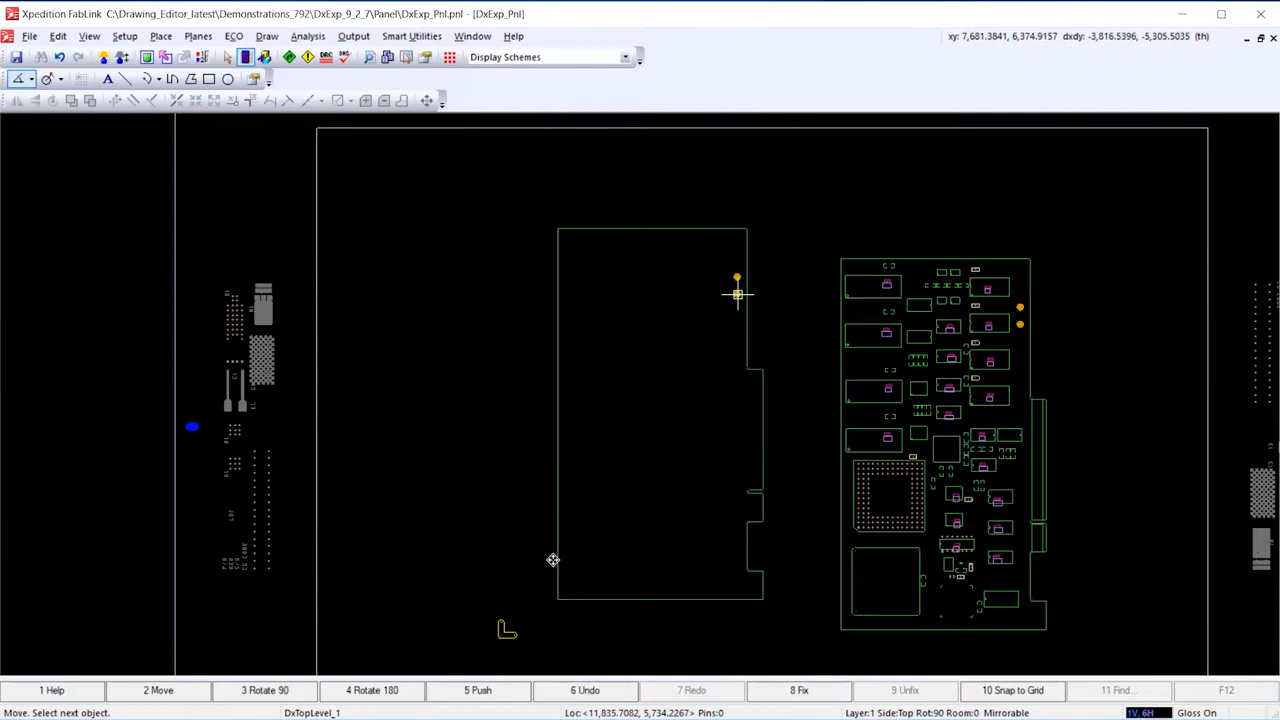 Xpedition FabLink C:\Drawing_Editor_latest\Demonstrations_792\DxExp_9_2_7\Panel\DxExp_Pnl.pnl - [DxExp_Pnl]
File Edit View Setup Place Planes ECO Draw Analysis Output Smart Utilities Window Help
xy: 7,681.3841, 6,374.9157 dxdy: -3,816.5396, -5,305.5035 (th)
DRC DRC Display Schemes
A
1 Help 2 Move 3 Rotate 90 4 Rotate 180 5 Push 6 Undo 7 Redo 8 Fix 9 Unfix 10 Snap to Grid 11 Find... F12
Move. Select next object. DxTopLevel_1 Loc:<11,835.7082, 5,734.2267> Pins:0 Layer:1 Side:Top Rot:90 Room:0 Mirrorable 1V, 6H Gloss On